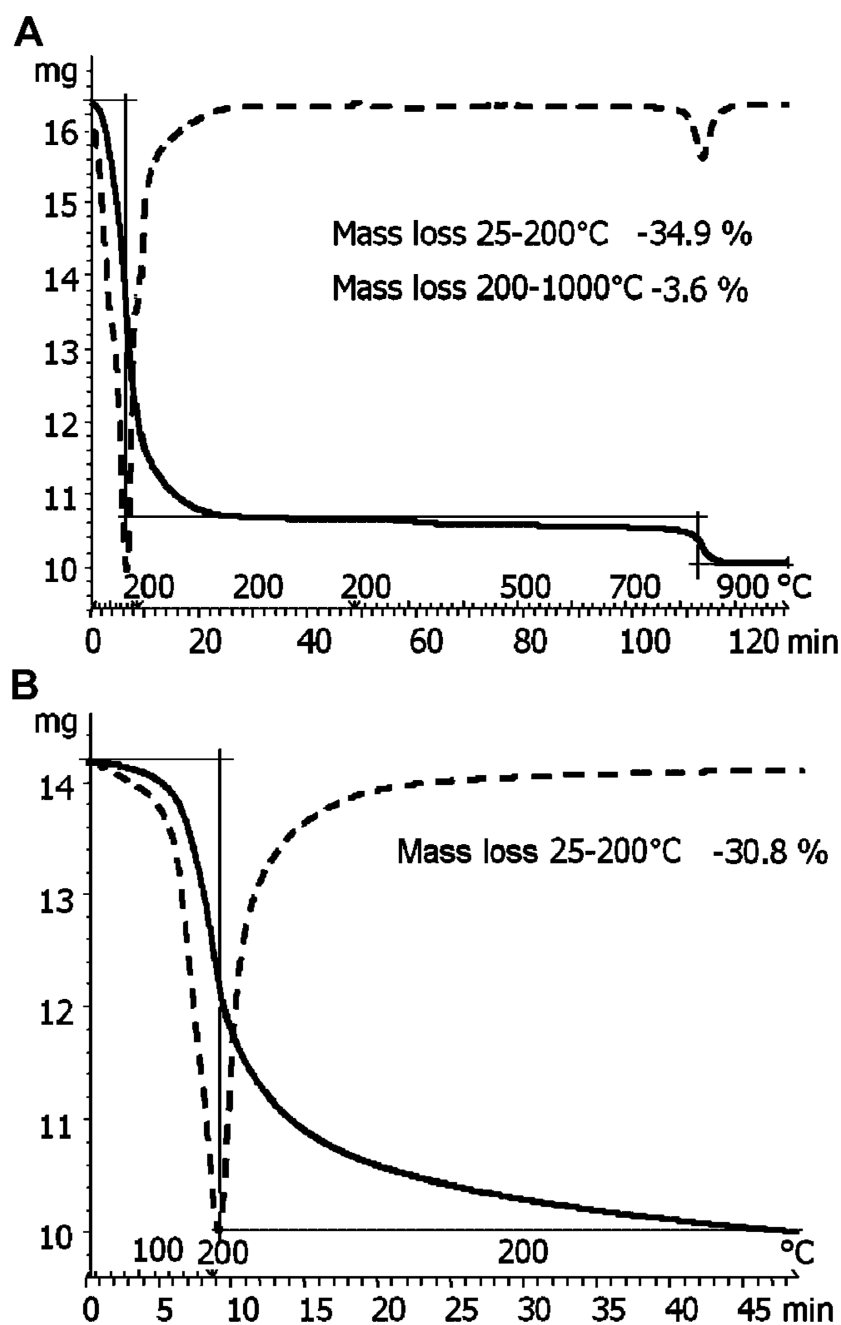 A
mg
16
15
Mass loss 25-200°C -34.9 %
14
Mass loss 200-1000°C -3.6 %
13
12
11
10
200 200 200 500 700 900 °C
0 20 40 60 80 100 120 min
B
mg
14
Mass loss 25-200°C -30.8 %
13
12
11
10
100 200 200 °C
0 5 10 15 20 25 30 35 40 45 min